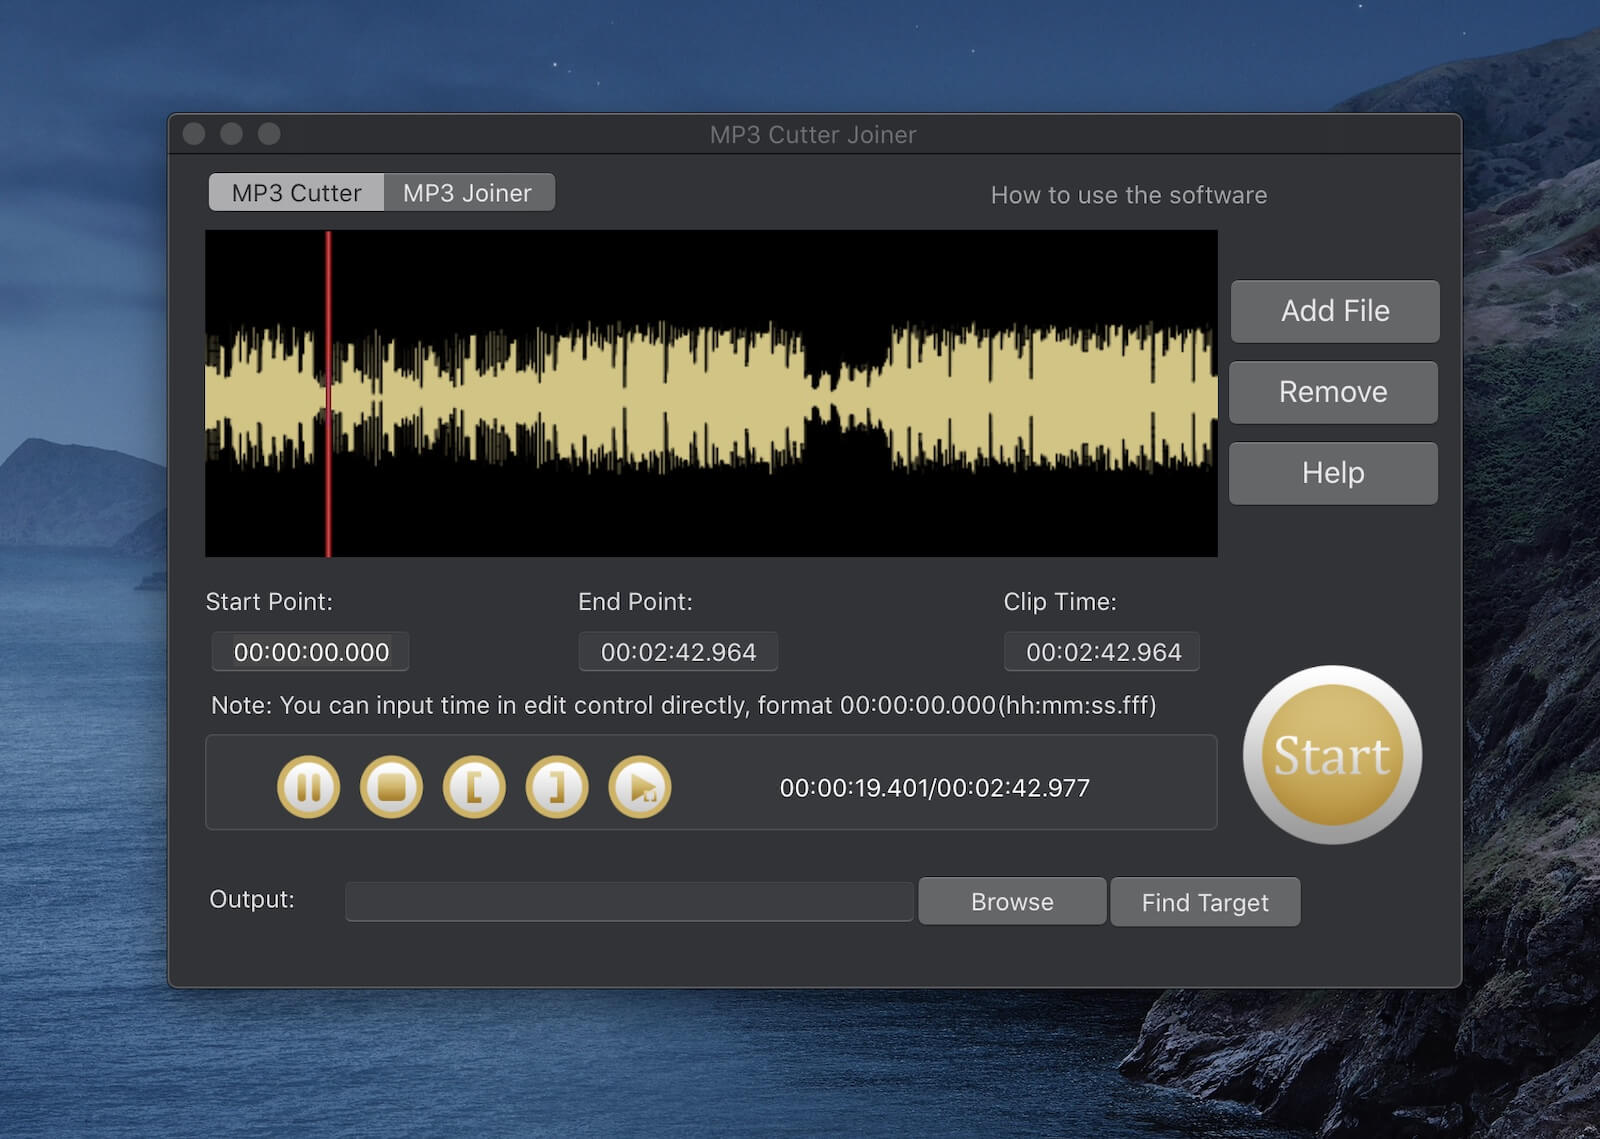 MP3 Cutter Joiner
MP3 Cutter MP3 Joiner
How to use the software
Add File
Remove
Help
Start Point: End Point: Clip Time:
00:00:00.000 00:02:42.964 00:02:42.964
Note: You can input time in edit control directly, format 00:00:00.000(hh:mm:ss.fff)
[ ] 00:00:19.401/00:02:42.977
Start
Output: Browse Find Target